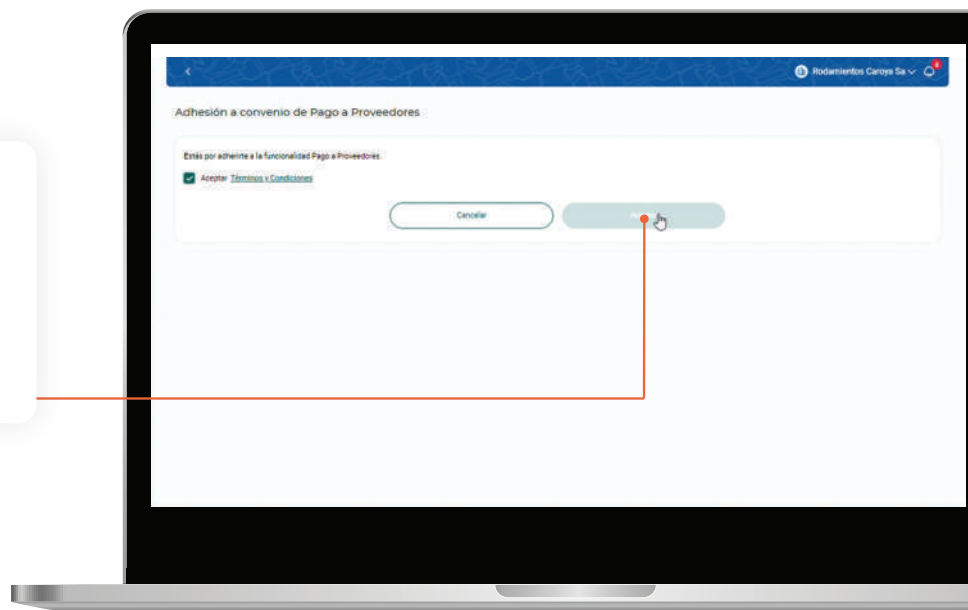 Rodamientos Caroya Sa
6
Adhesión a convenio de Pago a Proveedores
Estás por adherirte a la funcionalidad Pago a Proveedores.
Aceptar Términos y Condiciones
Cancelar